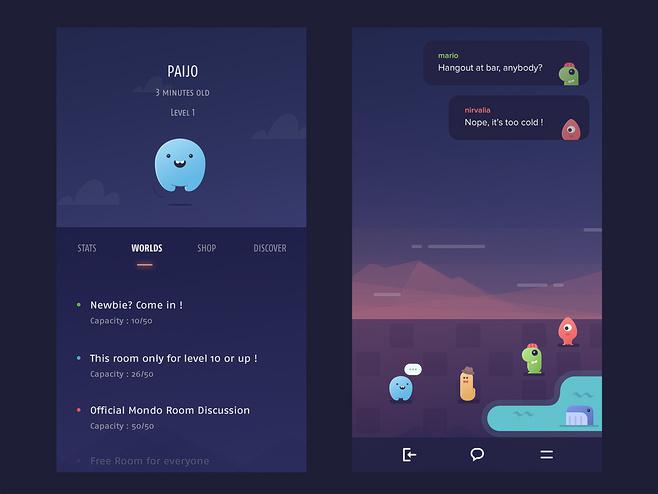 PAIJO
3 MINUTES OLD
LEVEL 1
STATS WORLDS SHOP DISCOVER
Newbie? Come in !
Capacity : 10/50
This room only for level 10 or up !
Capacity : 26/50
Official Mondo Room Discussion
Capacity : 50/50
Free Room for everyone
mario
Hangout at bar, anybody?
nirvalia
Nope, it's too cold !